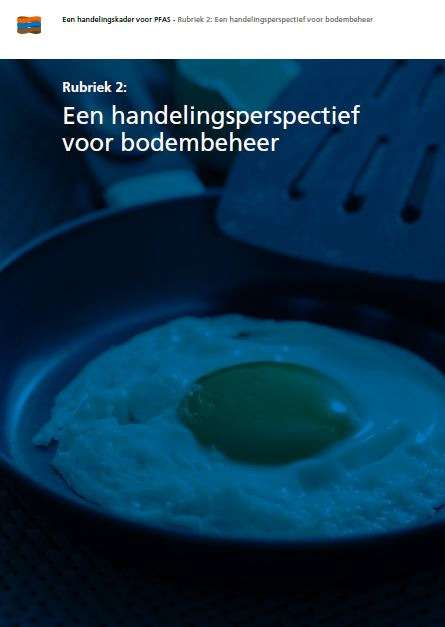 Een handelingskader voor PFAS - Rubriek 2: Een handelingsperspectief voor bodembeheer
Rubriek 2:
Een handelingsperspectief
voor bodembeheer